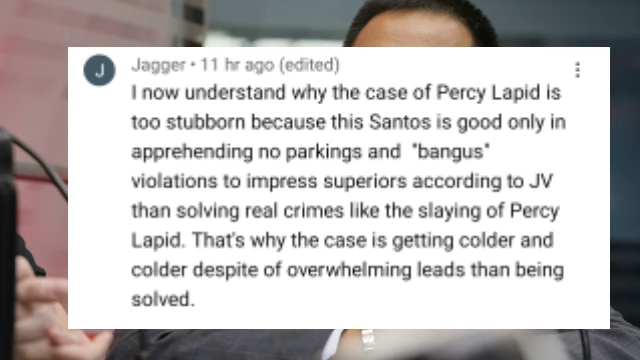 J
Jagger • 11 hr ago (edited)
I now understand why the case of Percy Lapid is
too stubborn because this Santos is good only in
apprehending no parkings and "bangus"
violations to impress superiors according to JV
than solving real crimes like the slaying of Percy
Lapid. That's why the case is getting colder and
colder despite of overwhelming leads than being
solved.